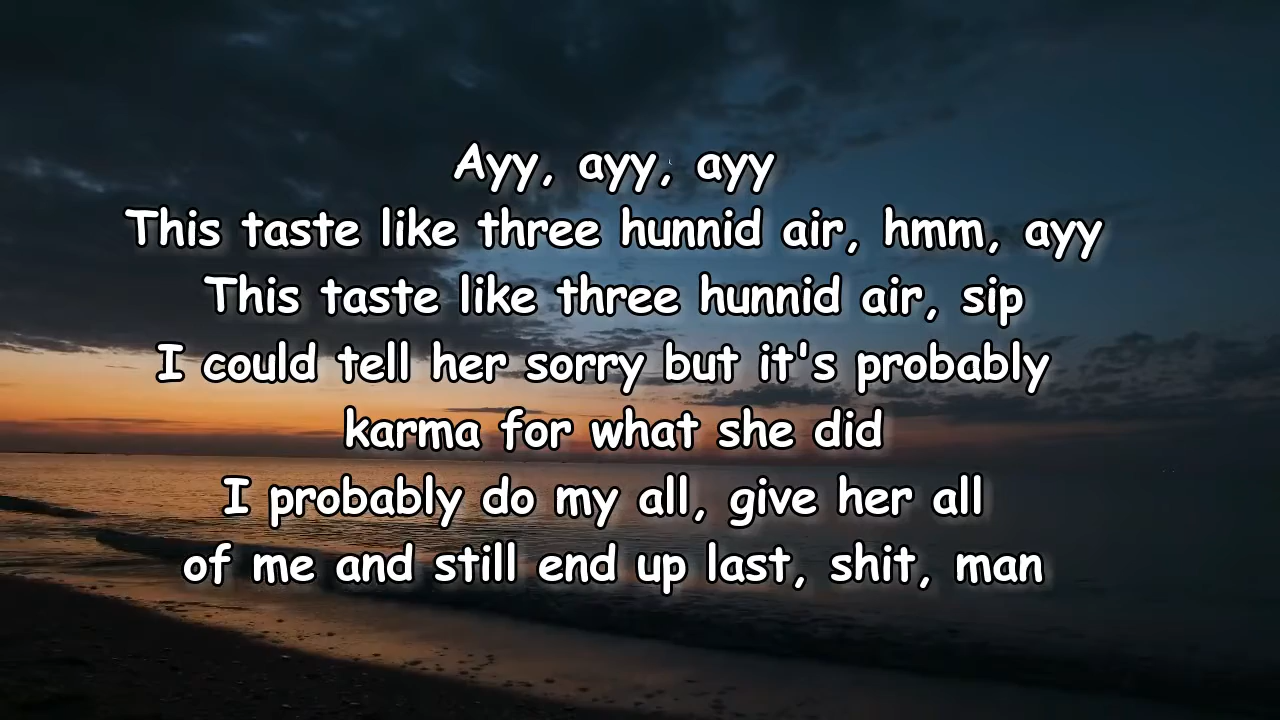 Ayy, ayy, ayy
This taste like three hunnid air, hmm, ayy
This taste like three hunnid air, sip
I could tell her sorry but it's probably
karma for what she did
I probably do my all, give her all
of me and still end up last, shit, man